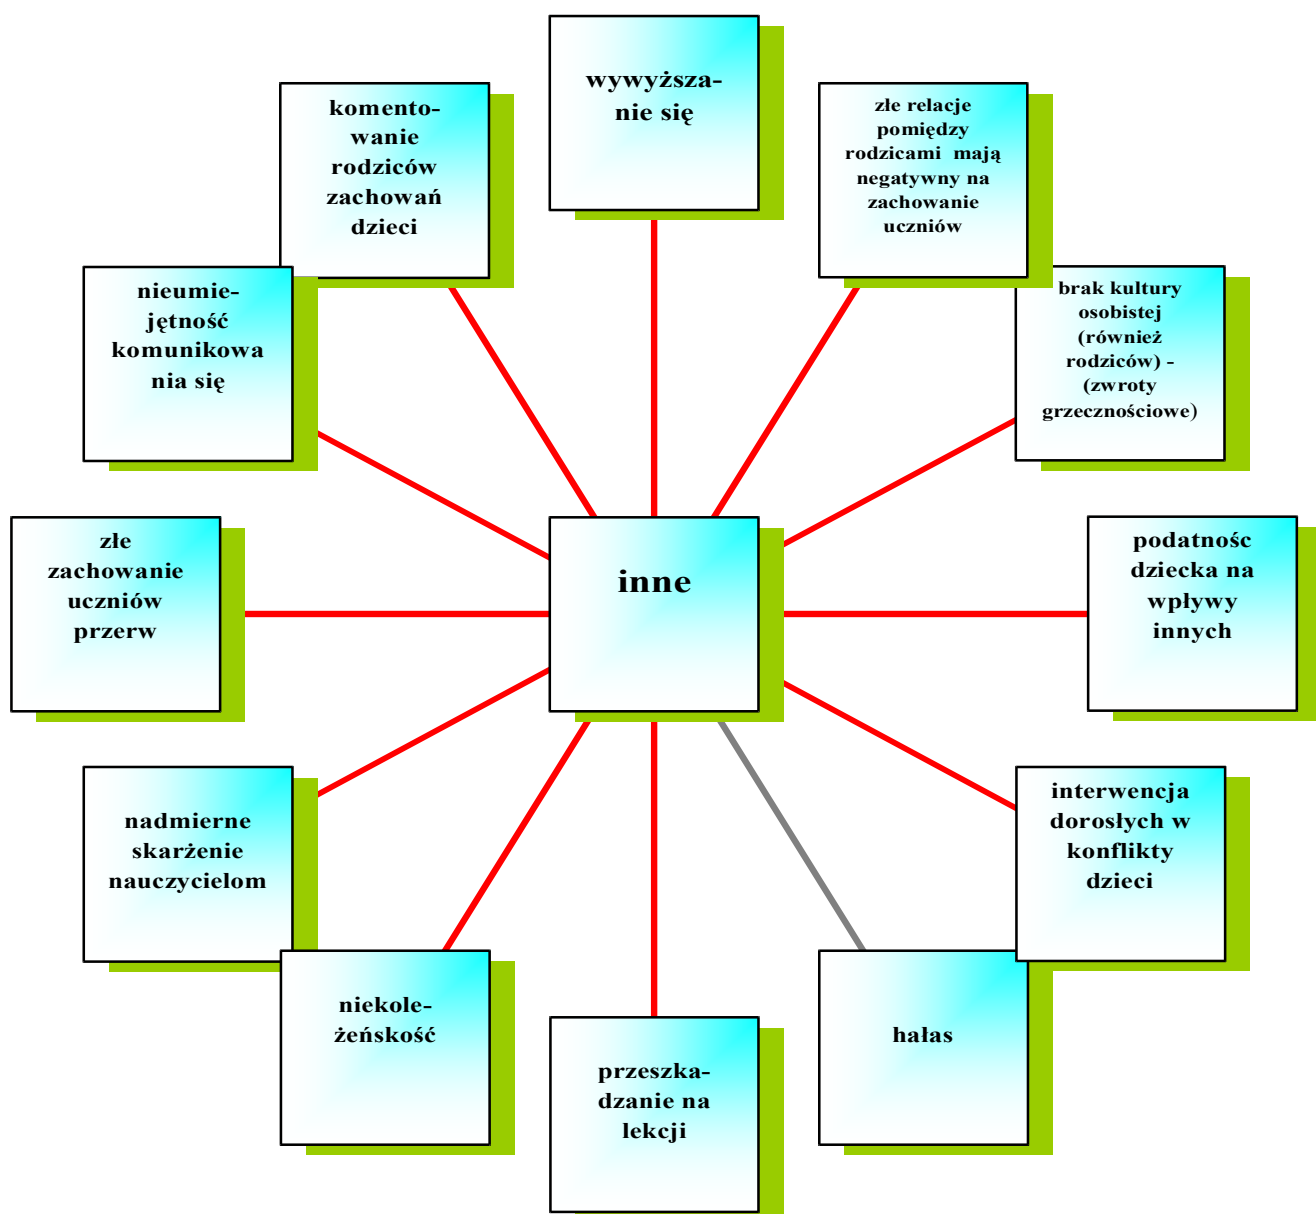 wywyższa-
nie się
komento-
wanie
rodziców
zachowań
dzieci
złe relacje
pomiędzy
rodzicami  mają
negatywny na
zachowanie
uczniów
nieumie-
jętność
komunikowa
nia się
brak kultury
osobistej
(również
rodziców) -
(zwroty
grzecznościowe)
złe
zachowanie
uczniów
przerw
inne
podatnośc
dziecka na
wpływy
innych
nadmierne
skarżenie
nauczycielom
interwencja
dorosłych w
konflikty
dzieci
niekole-
żeńskość
hałas
przeszka-
dzanie na
lekcji